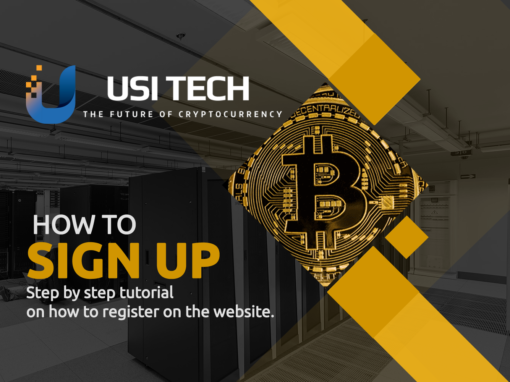 USI TECH
THE FUTURE OF CRYPTOCURRENCY
DECENTRALIZED
HOW TO
SIGN UP
Step by step tutorial
on how to register on the website.